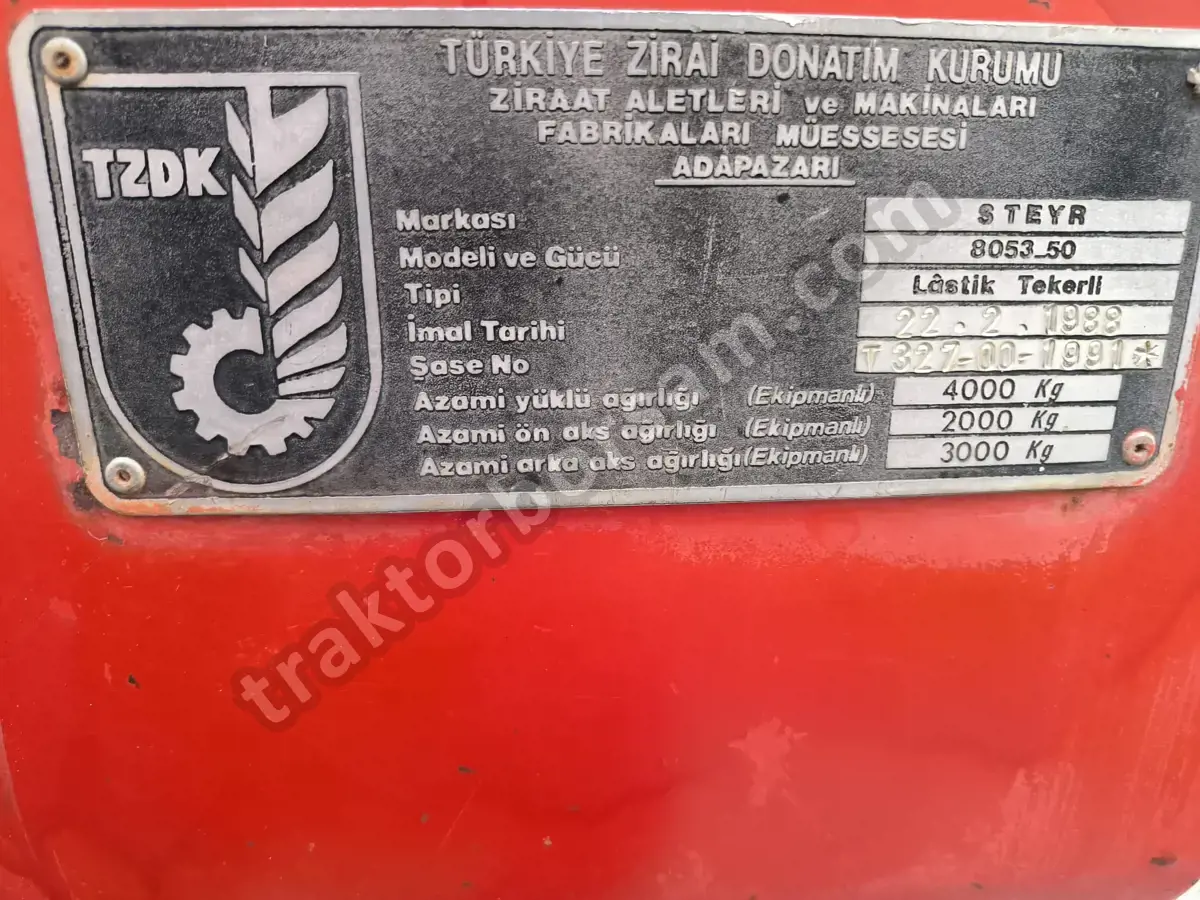 TÜRKİYE ZİRAİ DONATIM KURUMU
ZİRAAT ALETLERİ ve MAKİNALARI
FABRİKALARI MÜESSESESİ
ADAPAZARI
TZDK
Markası STEYR
Modeli ve Gücü 8053_50
Tipi Lâstik Tekerli
İmal Tarihi 22.2.1988
Şase No T327-00-1991*
Azami yüklü ağırlığı (Ekipmanlı) 4000 Kg
Azami ön aks ağırlığı (Ekipmanlı) 2000 Kg
Azami arka aks ağırlığı (Ekipmanlı) 3000 Kg
traktorborsam.com